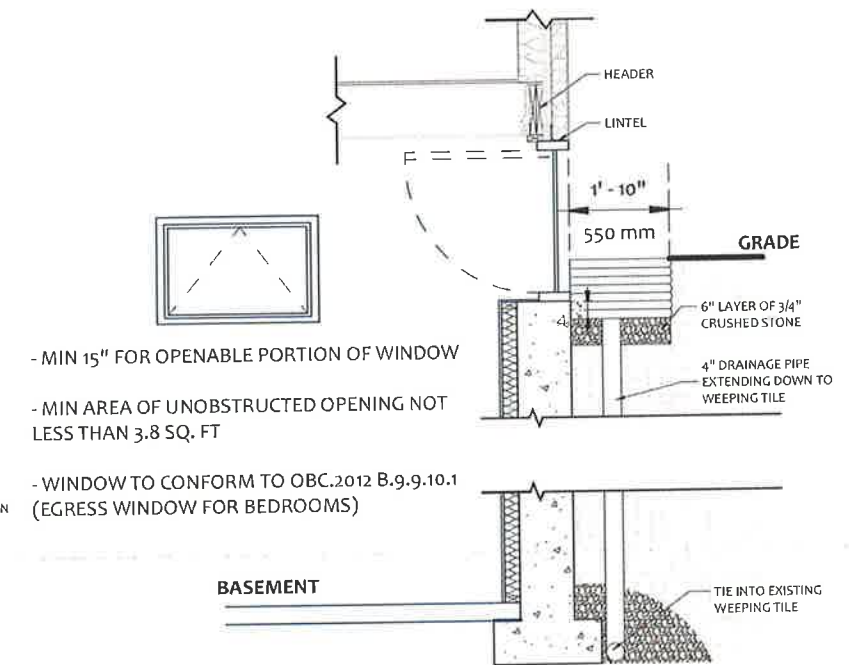 HEADER
LINTEL
1' - 10"
550 mm
GRADE
6" LAYER OF 3/4"
CRUSHED STONE
4" DRAINAGE PIPE
EXTENDING DOWN TO
WEEPING TILE
- MIN 15" FOR OPENABLE PORTION OF WINDOW
- MIN AREA OF UNOBSTRUCTED OPENING NOT
LESS THAN 3.8 SQ. FT
- WINDOW TO CONFORM TO OBC.2012 B.9.9.10.1
N (EGRESS WINDOW FOR BEDROOMS)
BASEMENT
TIE INTO EXISTING
WEEPING TILE